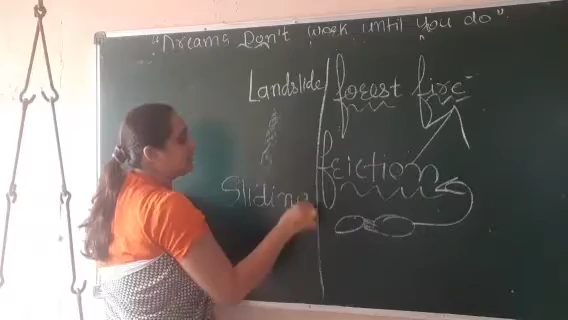 "Dreams Don't work until you do"
Landslide
Sliding
forest fire
friction